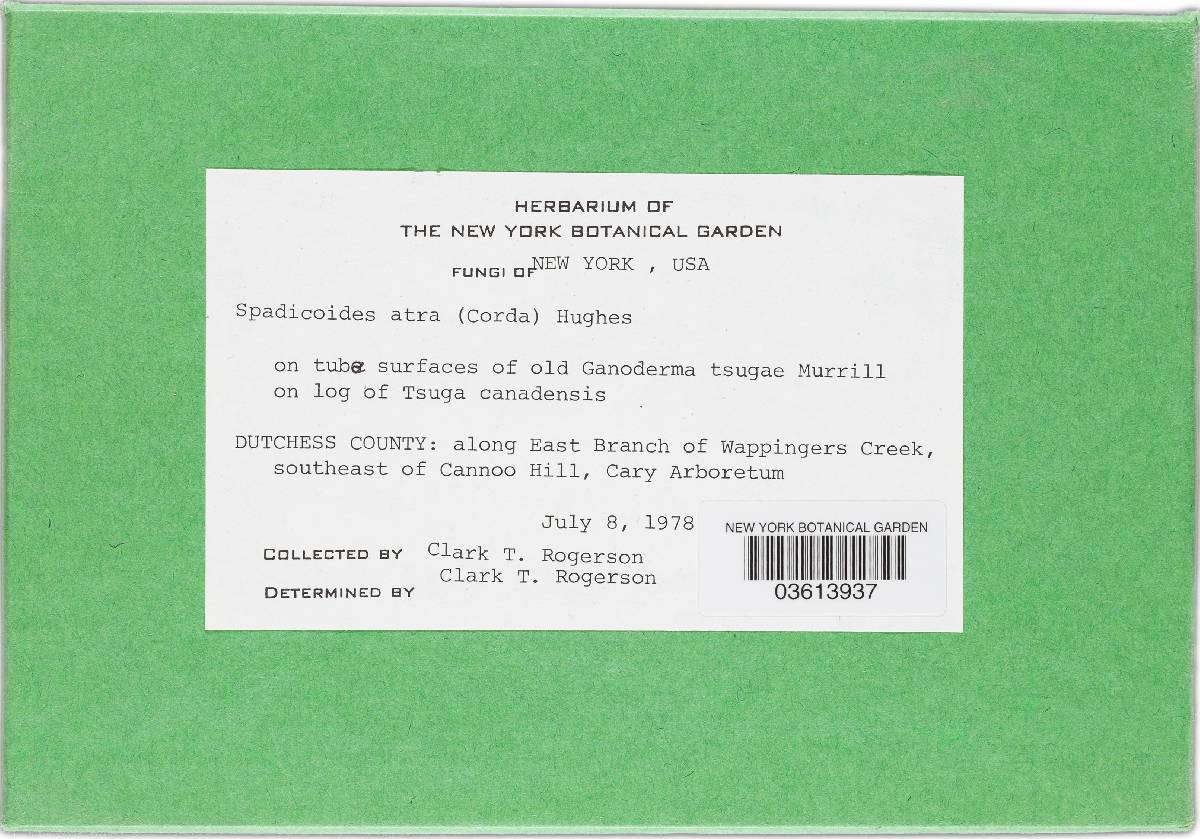 HERBARIUM OF
THE NEW YORK BOTANICAL GARDEN
FUNGI OF NEW YORK , USA
Spadicoides atra (Corda) Hughes
on tube surfaces of old Ganoderma tsugae Murrill
on log of Tsuga canadensis
DUTCHESS COUNTY: along East Branch of Wappingers Creek,
southeast of Cannoo Hill, Cary Arboretum
July 8, 1978
COLLECTED BY Clark T. Rogerson
Clark T. Rogerson
DETERMINED BY
NEW YORK BOTANICAL GARDEN
03613937